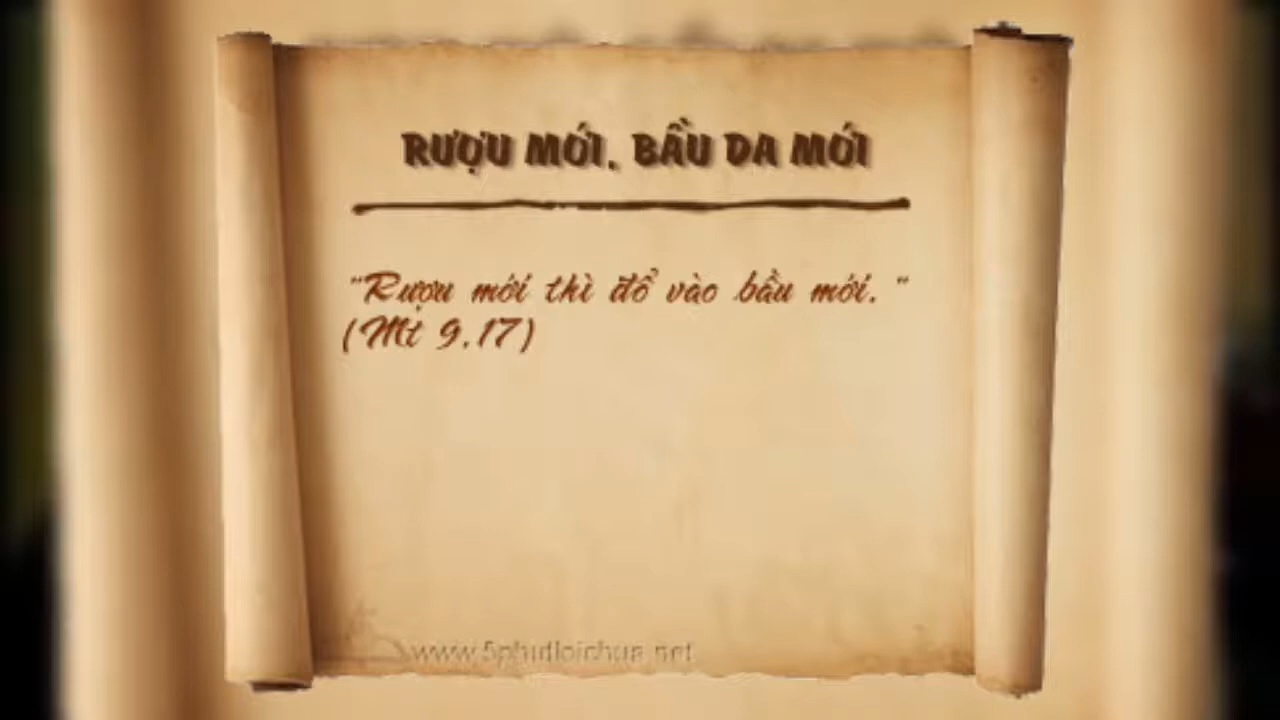 RƯỢU MỚI, BẦU DA MỚI
"Rượu mới thì đổ vào bầu mới."
(Mt 9,17)
www.5phutloichua.net